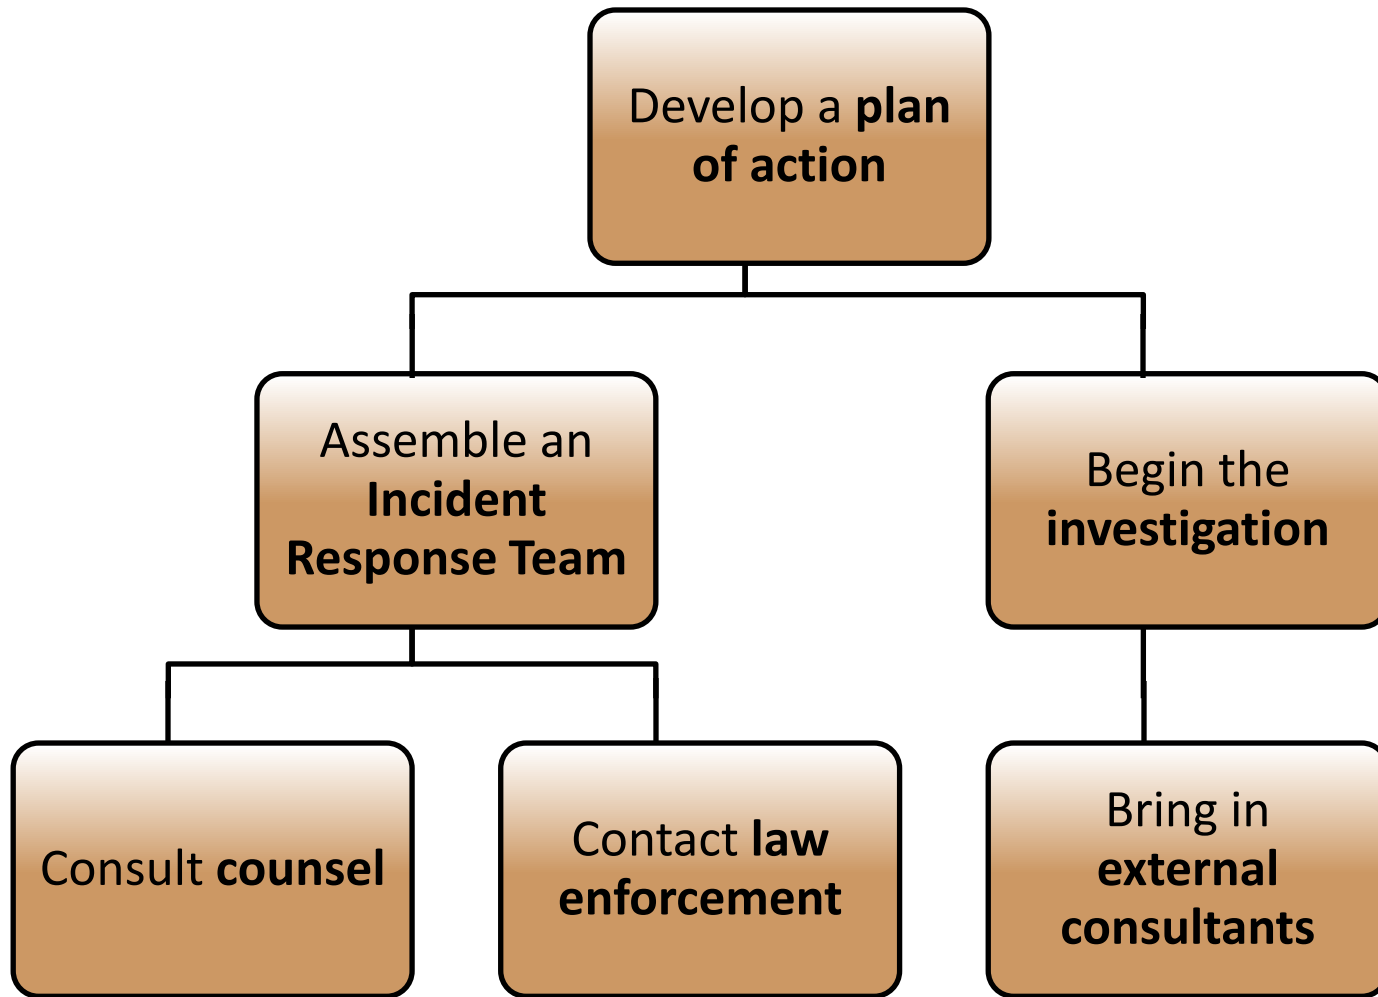 Develop a plan
of action
Assemble an
Incident
Response Team
Begin the
investigation
Consult counsel
Contact law
enforcement
Bring in
external
consultants